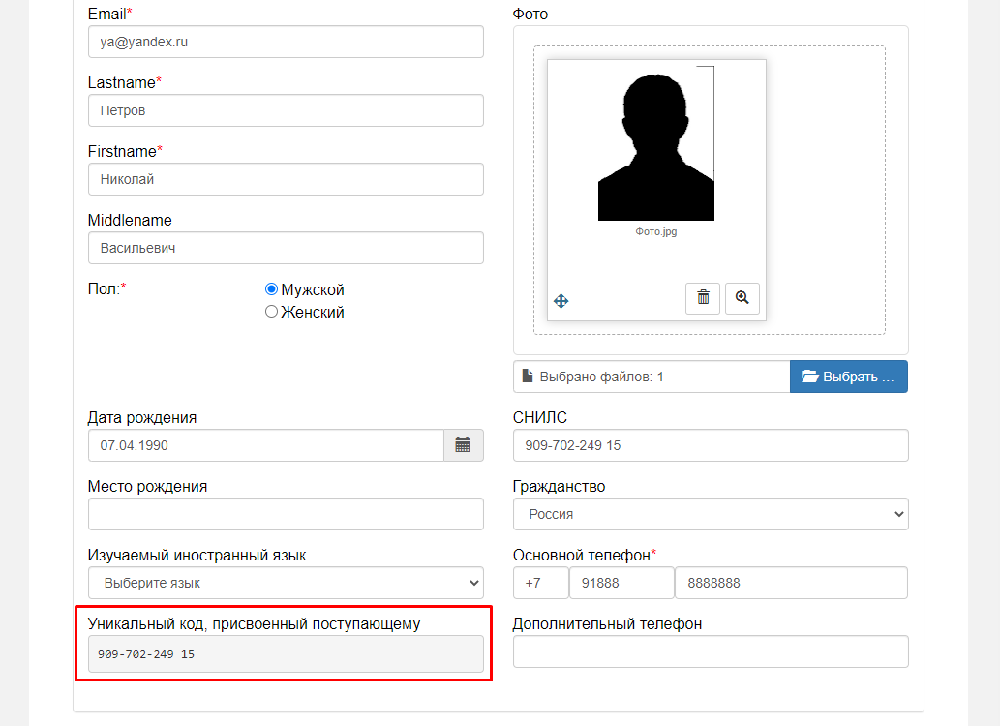 Email*
ya@yandex.ru
Lastname*
Петров
Firstname*
Николай
Middlename
Васильевич
Пол:*
Мужской
Женский
Фото
Фото.jpg
Выбрано файлов: 1
Выбрать ...
Дата рождения
07.04.1990
СНИЛС
909-702-249 15
Место рождения
Гражданство
Россия
Изучаемый иностранный язык
Выберите язык
Основной телефон*
+7 91888 8888888
Уникальный код, присвоенный поступающему
909-702-249 15
Дополнительный телефон